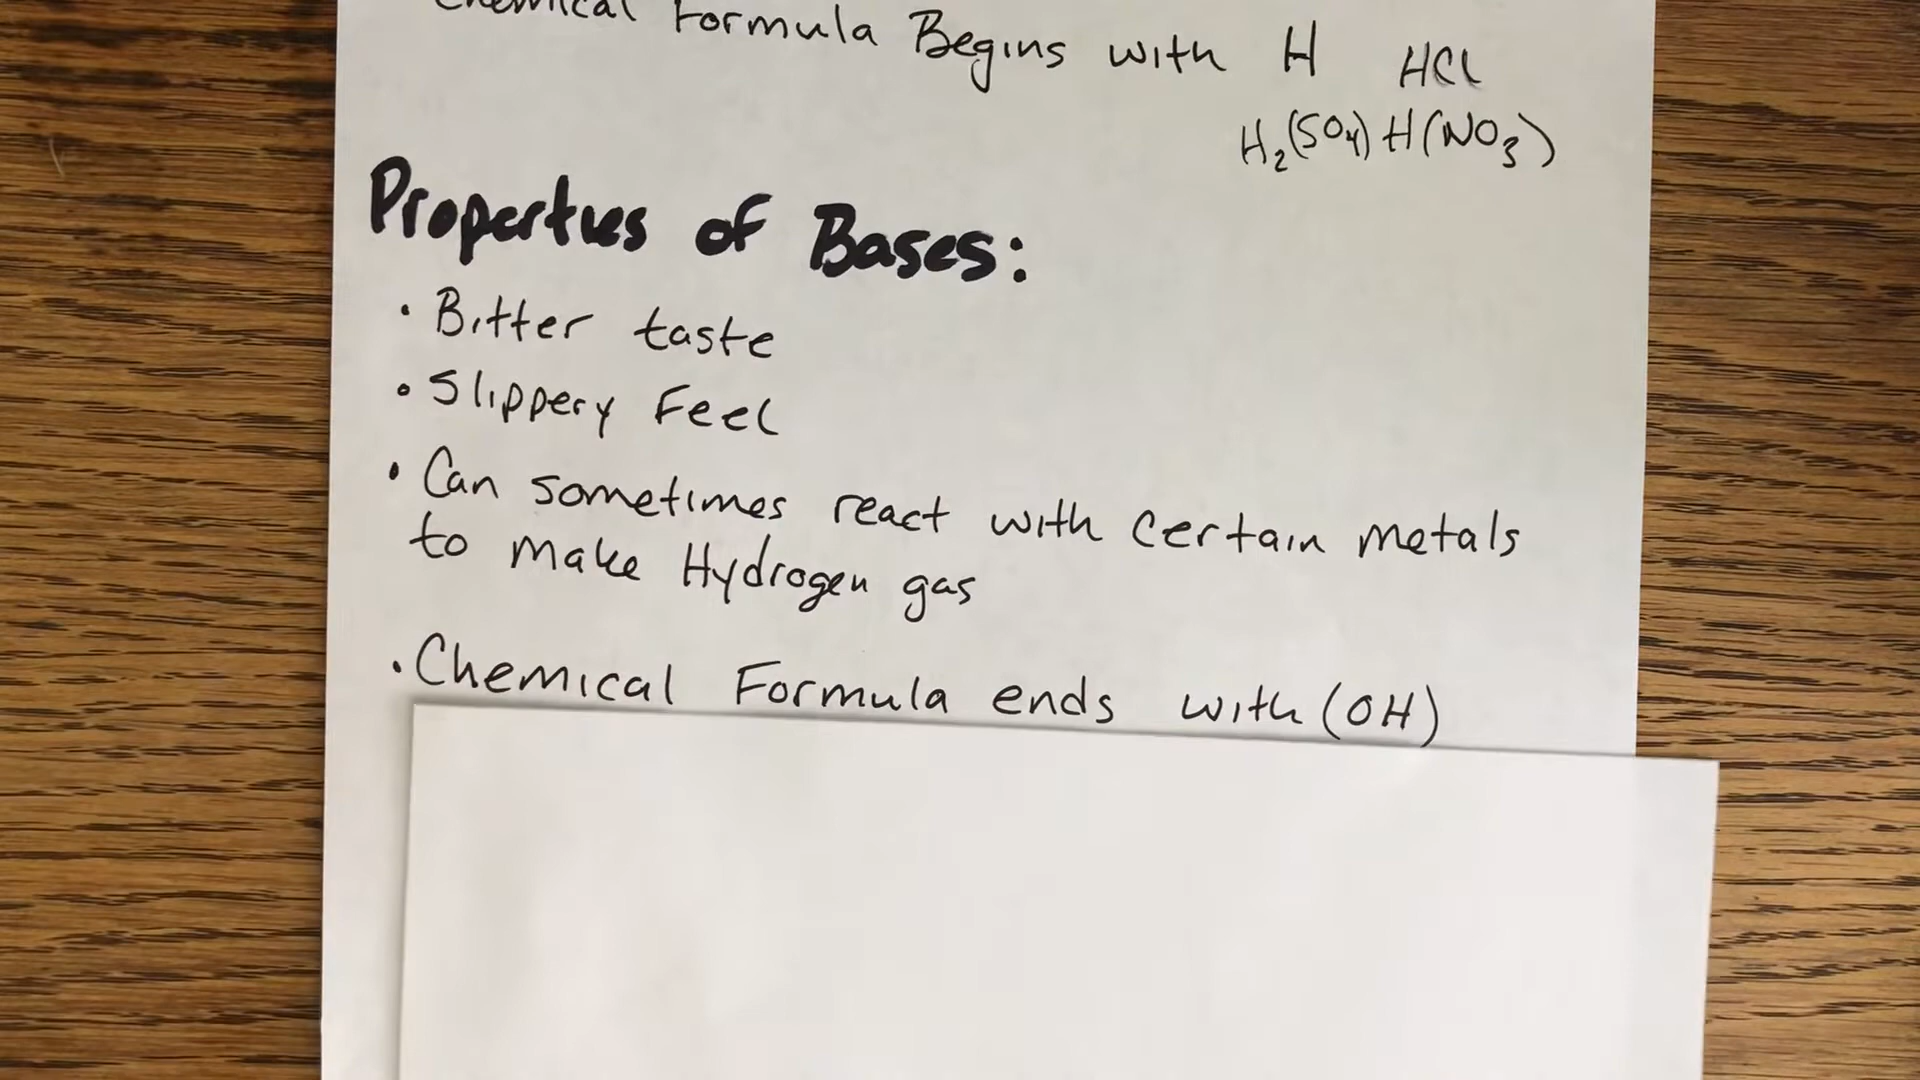 Chemical Formula Begins with H HCl
H₂(SO₄) H(NO₃)
Properties of Bases:
• Bitter taste
• Slippery Feel
• Can sometimes react with certain metals
to make Hydrogen gas
• Chemical Formula ends with (OH)